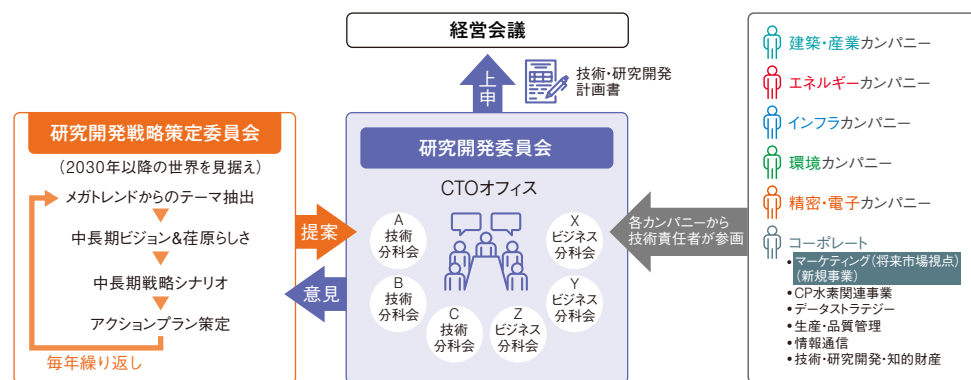 経営会議
上申
技術・研究開発
計画書
研究開発戦略策定委員会
(2030年以降の世界を見据え)
メガトレンドからのテーマ抽出
中長期ビジョン&荏原らしさ
中長期戦略シナリオ
アクションプラン策定
毎年繰り返し
提案
意見
研究開発委員会
CTOオフィス
A
技術
分科会
B
技術
分科会
C
技術
分科会
X
ビジネス
分科会
Y
ビジネス
分科会
Z
ビジネス
分科会
各カンパニーから
技術責任者が参画
建築・産業カンパニー
エネルギーカンパニー
インフラカンパニー
環境カンパニー
精密・電子カンパニー
コーポレート
•マーケティング(将来市場視点)
(新規事業)
•CP水素関連事業
•データストラテジー
•生産・品質管理
•情報通信
•技術・研究開発・知的財産